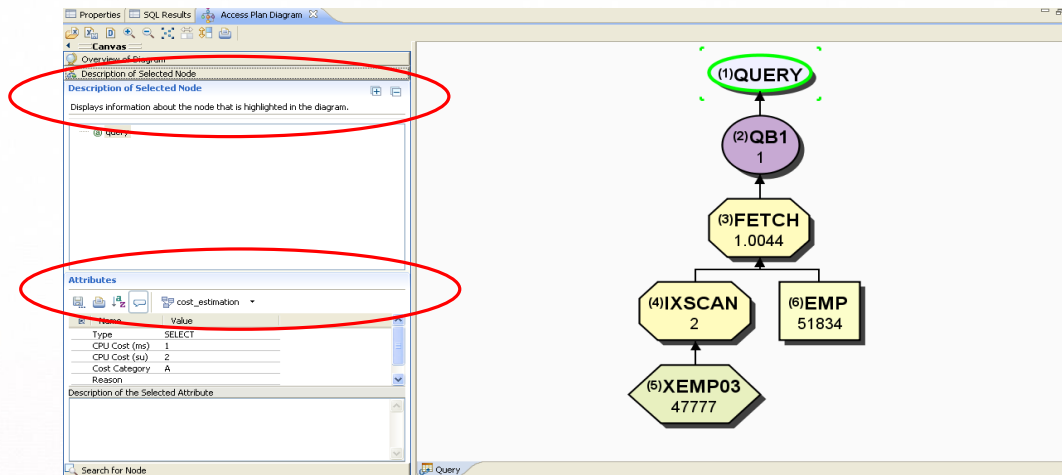 Properties SQL Results Access Plan Diagram
Canvas
Overview of Diagram
Description of Selected Node
Description of Selected Node
Displays information about the node that is highlighted in the diagram.
query
Attributes
cost_estimation
Name Value
Type SELECT
CPU Cost (ms) 1
CPU Cost (su) 2
Cost Category A
Reason
Description of the Selected Attribute
Search for Node
(1)QUERY
(2)QB1
1
(3)FETCH
1.0044
(4)IXSCAN
2
(6)EMP
51834
(5)XEMP03
47777
Query